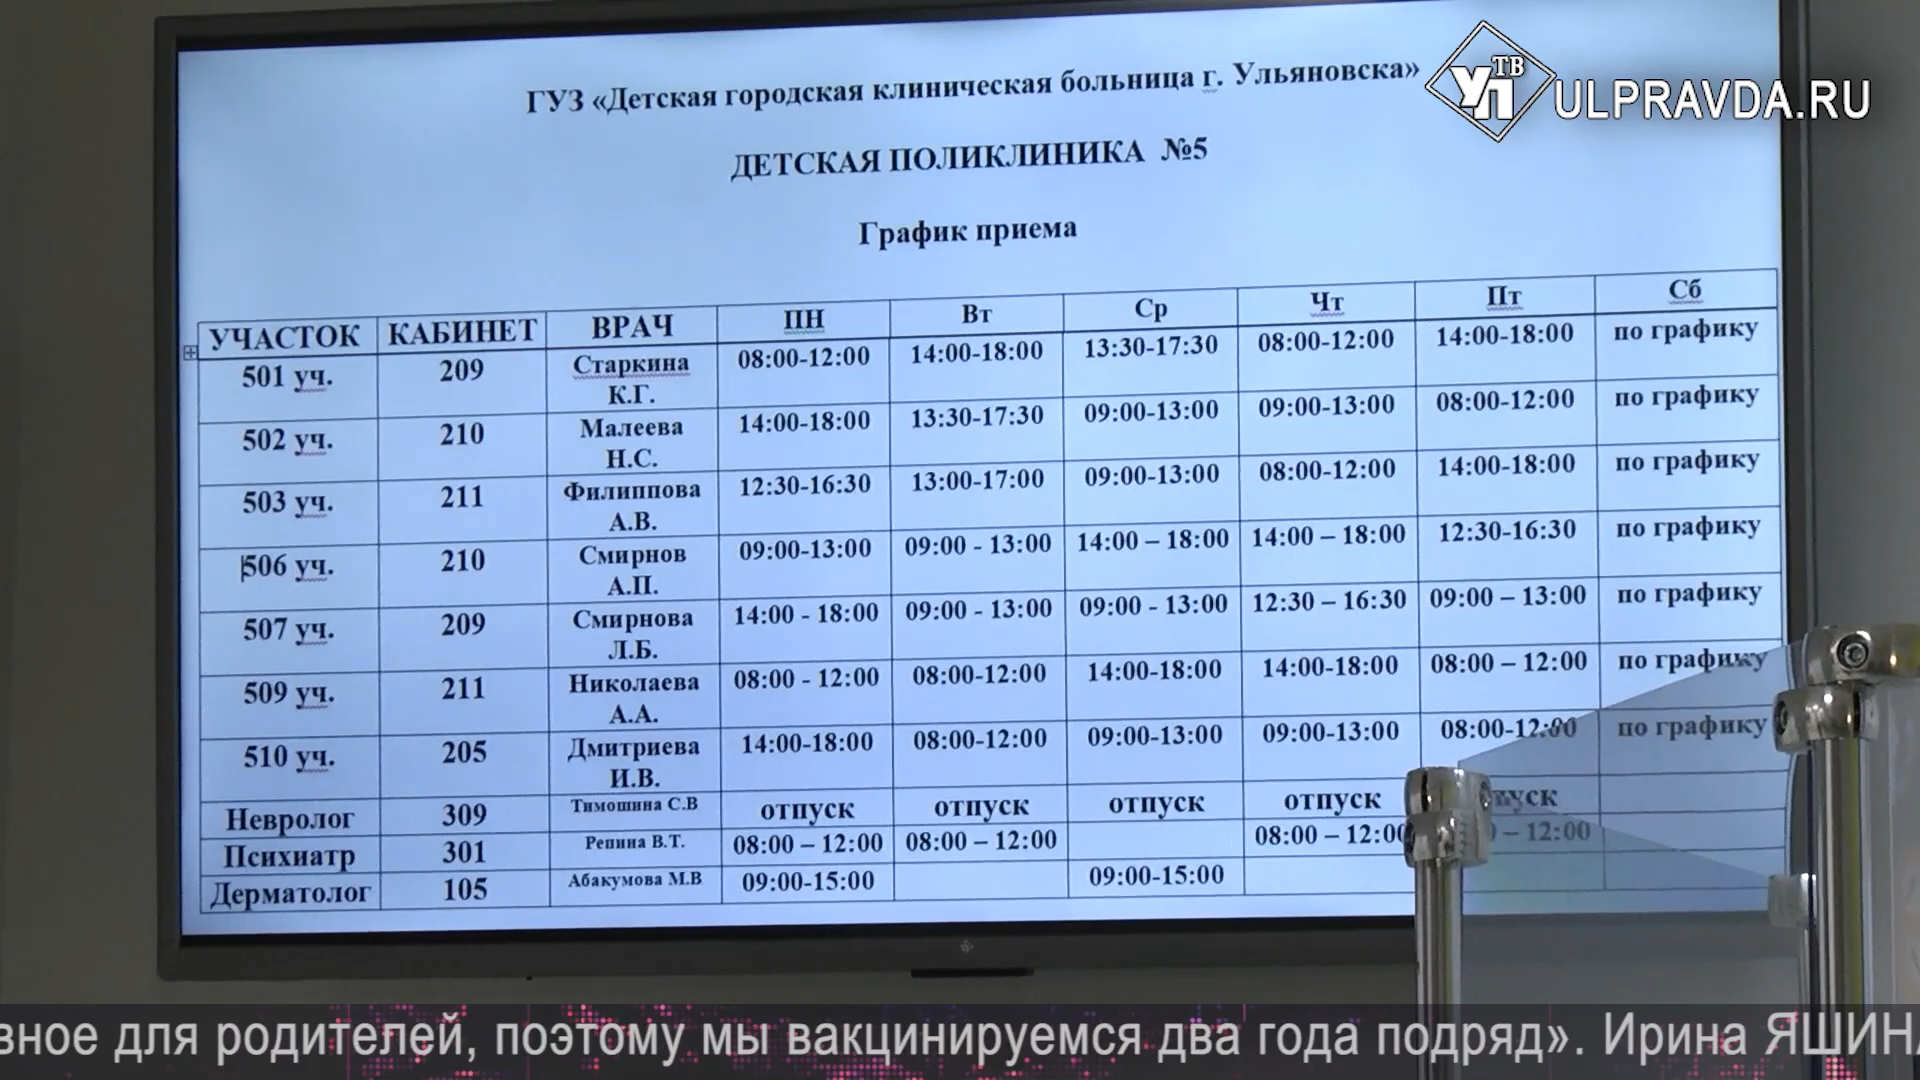 ГУЗ «Детская городская клиническая больница г. Ульяновска»
УП ТВ ULPRAVDA.RU
ДЕТСКАЯ ПОЛИКЛИНИКА №5
График приема
УЧАСТОК КАБИНЕТ ВРАЧ ПН Вт Ср Чт Пт Сб
501 уч. 209 Старкина К.Г. 08:00-12:00 14:00-18:00 13:30-17:30 08:00-12:00 14:00-18:00 по графику
502 уч. 210 Малеева Н.С. 14:00-18:00 13:30-17:30 09:00-13:00 09:00-13:00 08:00-12:00 по графику
503 уч. 211 Филиппова А.В. 12:30-16:30 13:00-17:00 09:00-13:00 08:00-12:00 14:00-18:00 по графику
506 уч. 210 Смирнов А.П. 09:00-13:00 09:00 - 13:00 14:00 – 18:00 14:00 – 18:00 12:30-16:30 по графику
507 уч. 209 Смирнова Л.Б. 14:00 - 18:00 09:00 - 13:00 09:00 - 13:00 12:30 – 16:30 09:00 – 13:00 по графику
509 уч. 211 Николаева А.А. 08:00 - 12:00 08:00-12:00 14:00-18:00 14:00-18:00 08:00 – 12:00 по графику
510 уч. 205 Дмитриева И.В. 14:00-18:00 08:00-12:00 09:00-13:00 09:00-13:00 08:00-12:00 по графику
Невролог 309 Тимошина С.В отпуск отпуск отпуск отпуск
Психиатр 301 Репина В.Т. 08:00 – 12:00 08:00 – 12:00 08:00 – 12:00 – 12:00
Дерматолог 105 Абакумова М.В 09:00-15:00 09:00-15:00
вное для родителей, поэтому мы вакцинируемся два года подряд». Ирина ЯШИНА